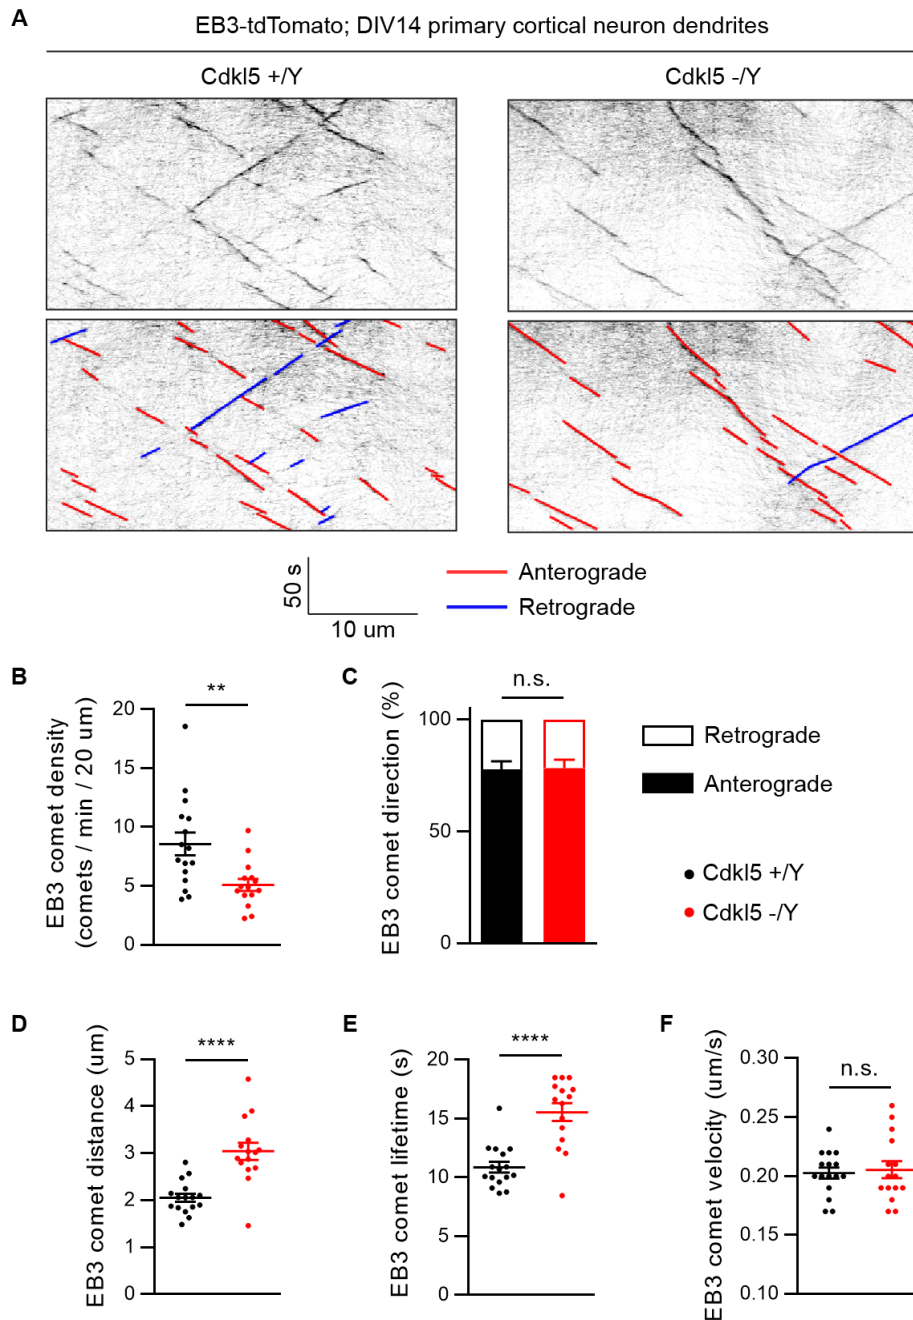 A
EB3-tdTomato; DIV14 primary cortical neuron dendrites
Cdkl5 +/Y
Cdkl5 -/Y
50 s
10 um
Anterograde
Retrograde
B
EB3 comet density
(comets / min / 20 um)
20
15
10
5
0
**
C
EB3 comet direction (%)
100
50
0
n.s.
Retrograde
Anterograde
Cdkl5 +/Y
Cdkl5 -/Y
D
EB3 comet distance (um)
5
4
3
2
1
0
****
E
EB3 comet lifetime (s)
20
15
10
5
0
****
F
EB3 comet velocity (um/s)
0.30
0.25
0.20
0.15
0.10
n.s.